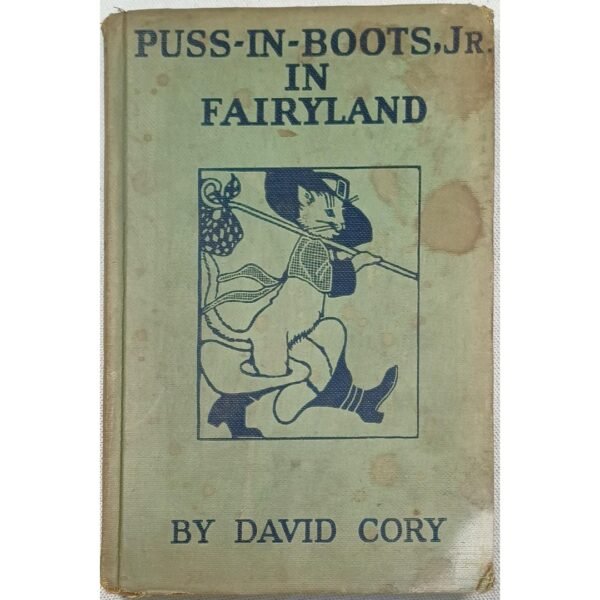 PUSS-IN-BOOTS, JR.
IN
FAIRYLAND
BY DAVID CORY